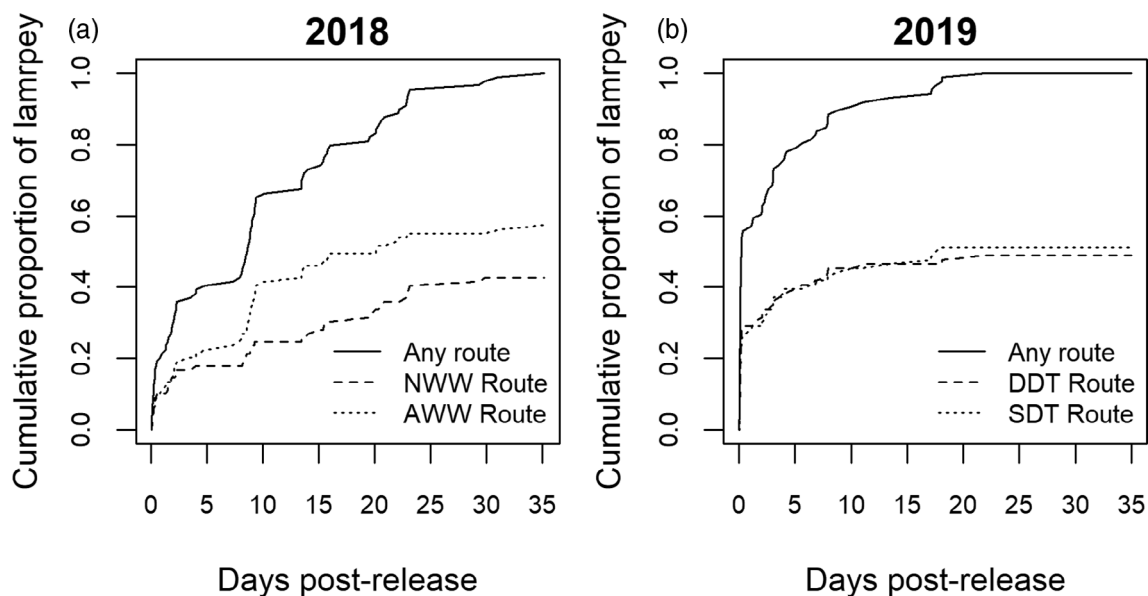 (a) 2018
Cumulative proportion of lamrpey
1.0
0.8
0.6
0.4
0.2
0.0
Any route
NWW Route
AWW Route
0 5 10 15 20 25 30 35
Days post-release
(b) 2019
Cumulative proportion of lamrpey
1.0
0.8
0.6
0.4
0.2
0.0
Any route
DDT Route
SDT Route
0 5 10 15 20 25 30 35
Days post-release